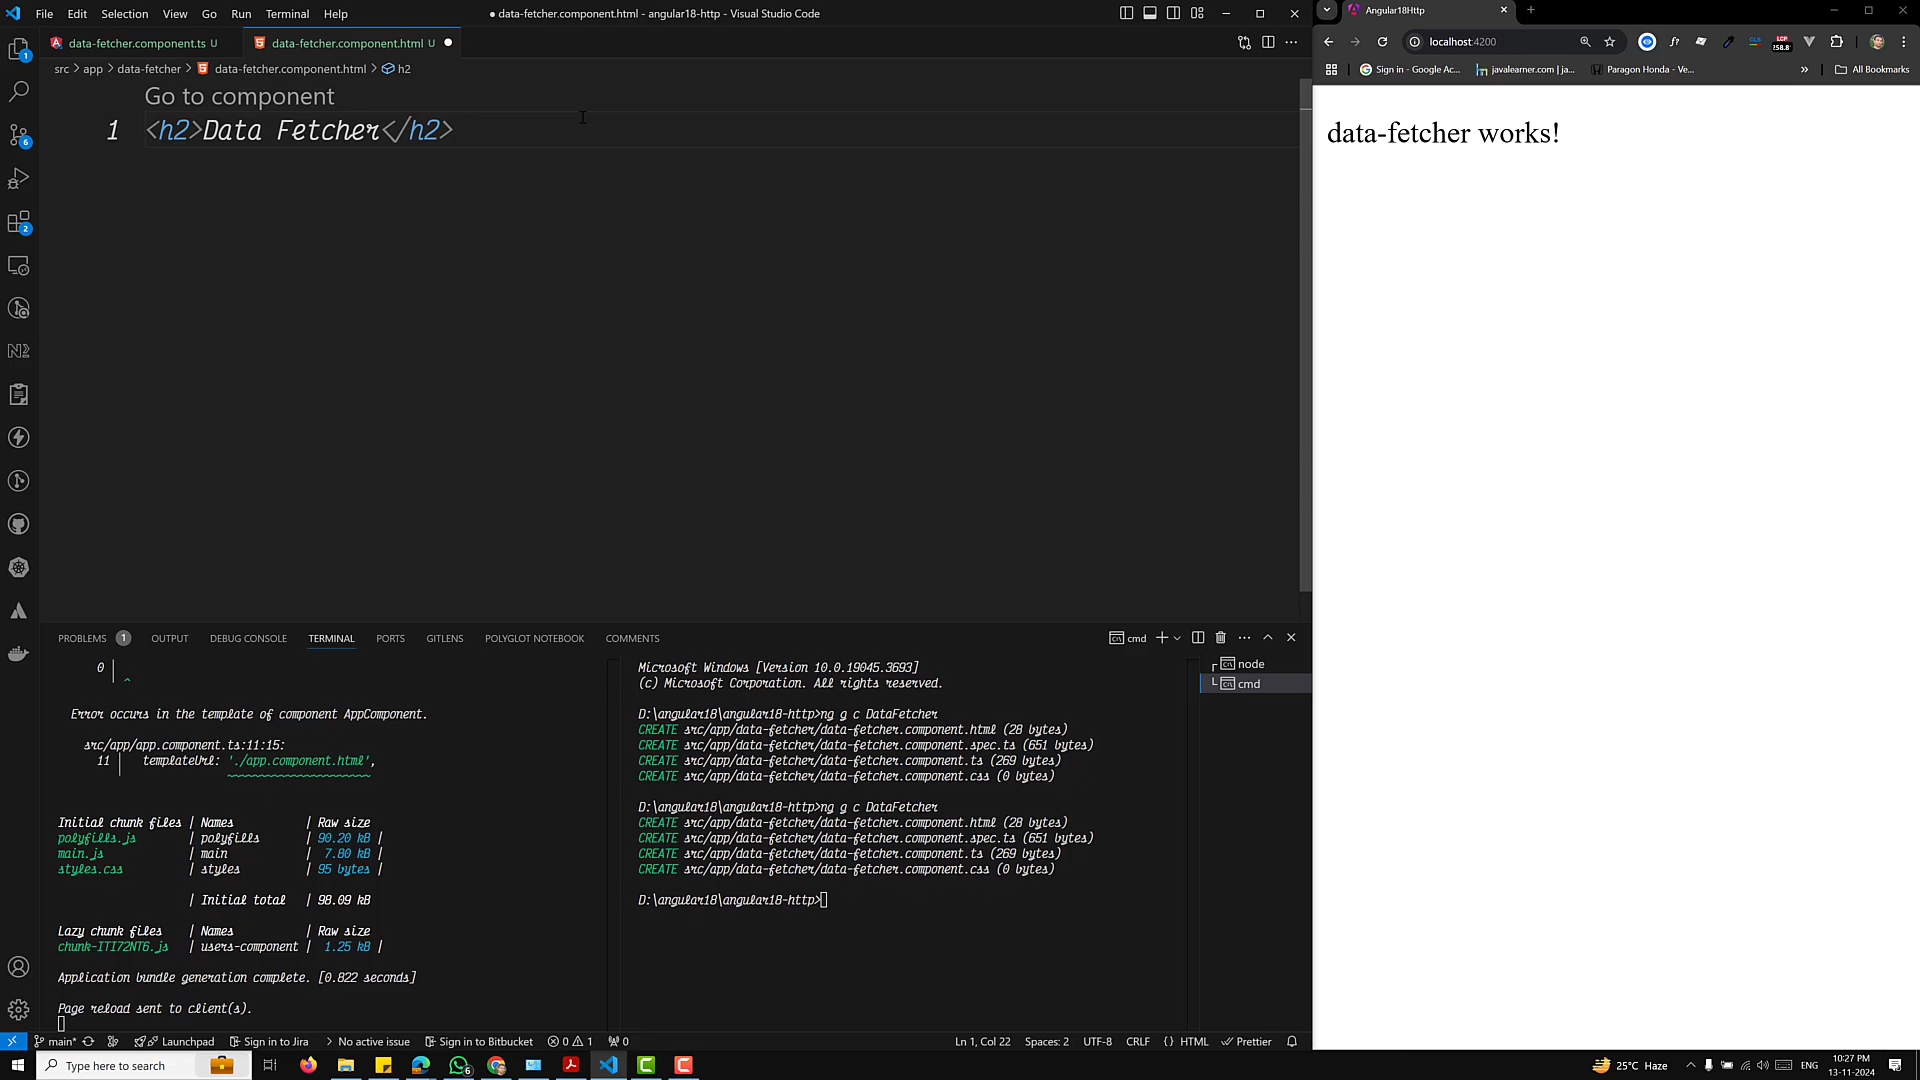 File Edit Selection View Go Run Terminal Help
● data-fetcher.component.html - angular18-http - Visual Studio Code
data-fetcher.component.ts U
data-fetcher.component.html U ●
src > app > data-fetcher > data-fetcher.component.html > h2
Go to component
1 <h2>Data Fetcher</h2>
PROBLEMS 1 OUTPUT DEBUG CONSOLE TERMINAL PORTS GITLENS POLYGLOT NOTEBOOK COMMENTS
cmd
0 |
^
Error occurs in the template of component AppComponent.
src/app/app.component.ts:11:15:
11 | templateUrl: './app.component.html',
~~~~~~~~~~~~~~~~~~~~~~
Initial chunk files | Names | Raw size
polyfills.js | polyfills | 90.20 kB |
main.js | main | 7.80 kB |
styles.css | styles | 95 bytes |
| Initial total | 98.09 kB
Lazy chunk files | Names | Raw size
chunk-ITI72NT6.js | users-component | 1.25 kB |
Application bundle generation complete. [0.822 seconds]
Page reload sent to client(s).
Microsoft Windows [Version 10.0.19045.3693]
(c) Microsoft Corporation. All rights reserved.
D:\angular18\angular18-http>ng g c DataFetcher
CREATE src/app/data-fetcher/data-fetcher.component.html (28 bytes)
CREATE src/app/data-fetcher/data-fetcher.component.spec.ts (651 bytes)
CREATE src/app/data-fetcher/data-fetcher.component.ts (269 bytes)
CREATE src/app/data-fetcher/data-fetcher.component.css (0 bytes)
D:\angular18\angular18-http>ng g c DataFetcher
CREATE src/app/data-fetcher/data-fetcher.component.html (28 bytes)
CREATE src/app/data-fetcher/data-fetcher.component.spec.ts (651 bytes)
CREATE src/app/data-fetcher/data-fetcher.component.ts (269 bytes)
CREATE src/app/data-fetcher/data-fetcher.component.css (0 bytes)
D:\angular18\angular18-http>
node
cmd
1
6
2
main* Launchpad Sign in to Jira No active issue Sign in to Bitbucket 0 1 0
Ln 1, Col 22 Spaces: 2 UTF-8 CRLF {} HTML Prettier
Angular18Http
localhost:4200
CLS
LCP
258.8
Sign in - Google Ac...
javalearner.com | ja...
Paragon Honda - Ve...
» All Bookmarks
data-fetcher works!
Type here to search
6
25°C Haze
ENG
10:27 PM
13-11-2024